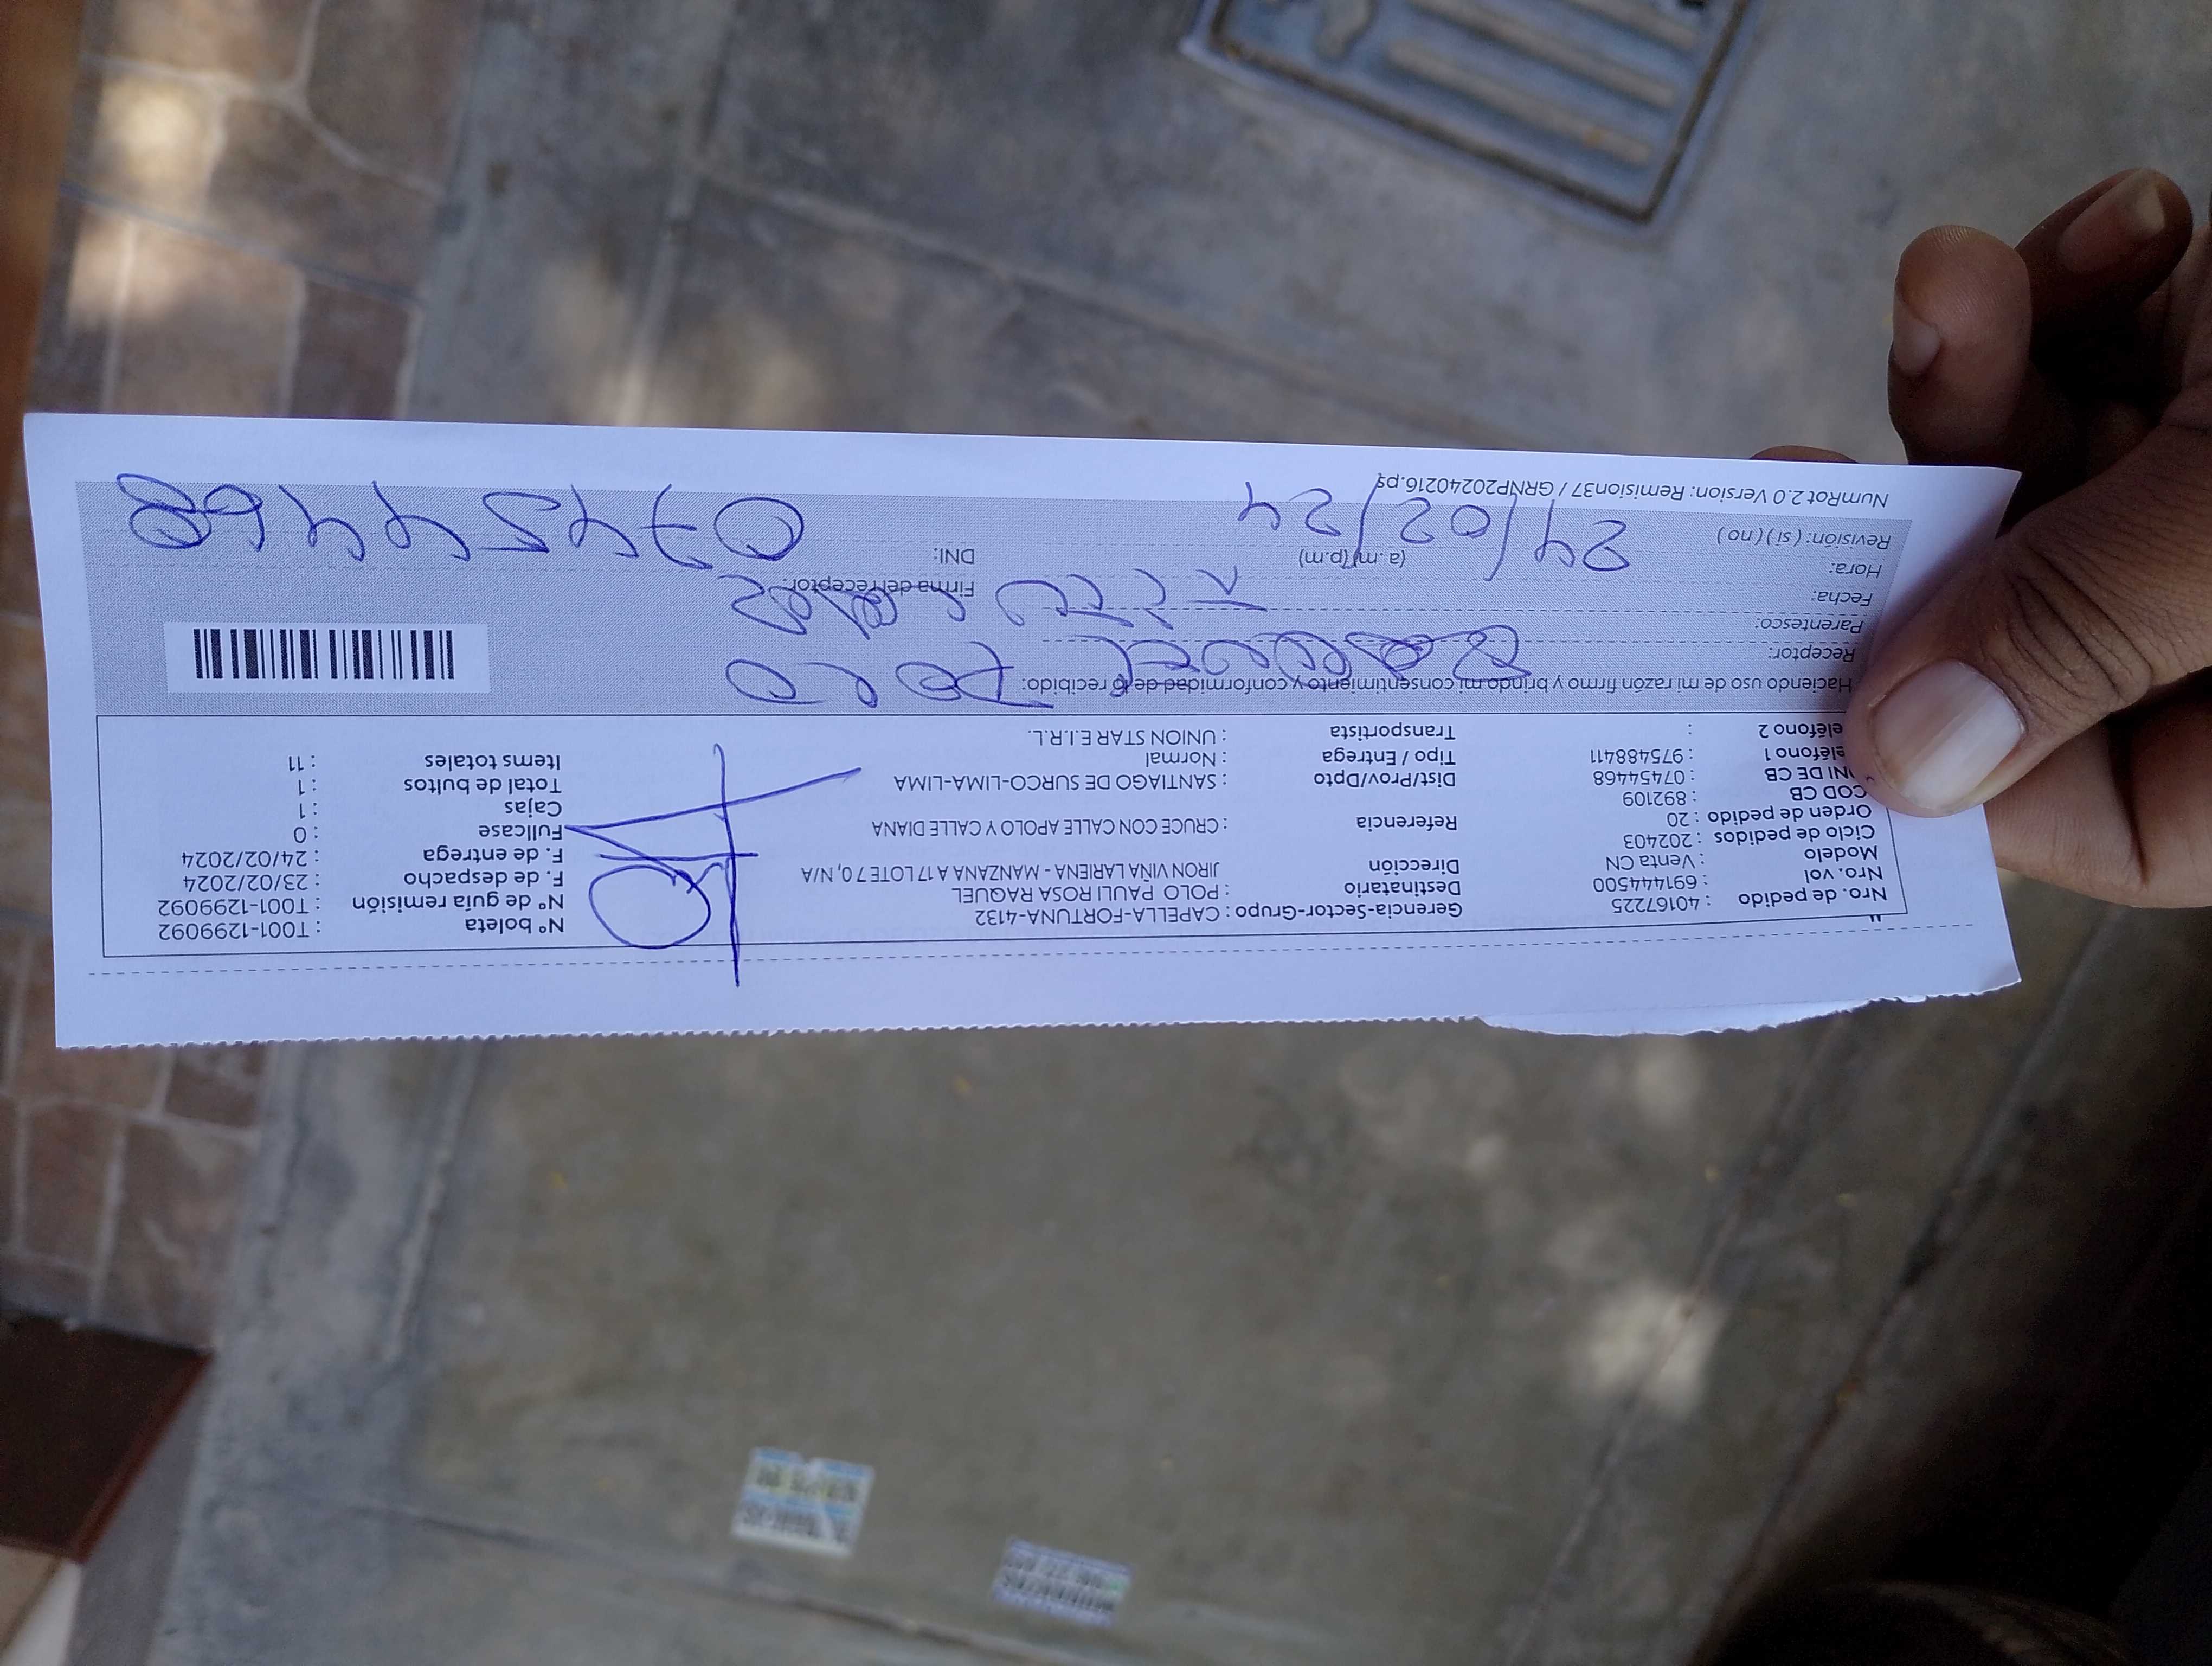 Nro. de pedido : 40167225
Nro. vol : 691444500
Modelo : Venta CN
Ciclo de pedidos : 202403
Orden de pedido : 20
COD CB : 892109
DNI DE CB : 07454468
eléfono 1 : 975488411
eléfono 2 :
Gerencia-Sector-Grupo : CAPELLA-FORTUNA-4132
Destinatario : POLO PAULI ROSA RAQUEL
Dirección JIRON VIÑA LARIENA - MANZANA A 17 LOTE 7 0, N/A
Referencia : CRUCE CON CALLE APOLO Y CALLE DIANA
Dist/Prov/Dpto : SANTIAGO DE SURCO-LIMA-LIMA
Tipo / Entrega : Normal
Transportista : UNION STAR E.I.R.L.
Nº boleta : T001-1299092
Nº de guía remisión : T001-1299092
F. de despacho : 23/02/2024
F. de entrega : 24/02/2024
Fullcase : 0
Cajas : 1
Total de bultos : 1
Items totales : 11
Haciendo uso de mi razón firmo y brindo mi consentimiento y conformidad de lo recibido:
Receptor: Polo
Parentesco:
Fecha: 24/02/24
Hora: (a.m/(p.m)
Revisión: ( si ) ( no )
Firma del receptor:
DNI: 07454468
NumRot 2.0 Version: Remision37 / GRNP20240216.ps